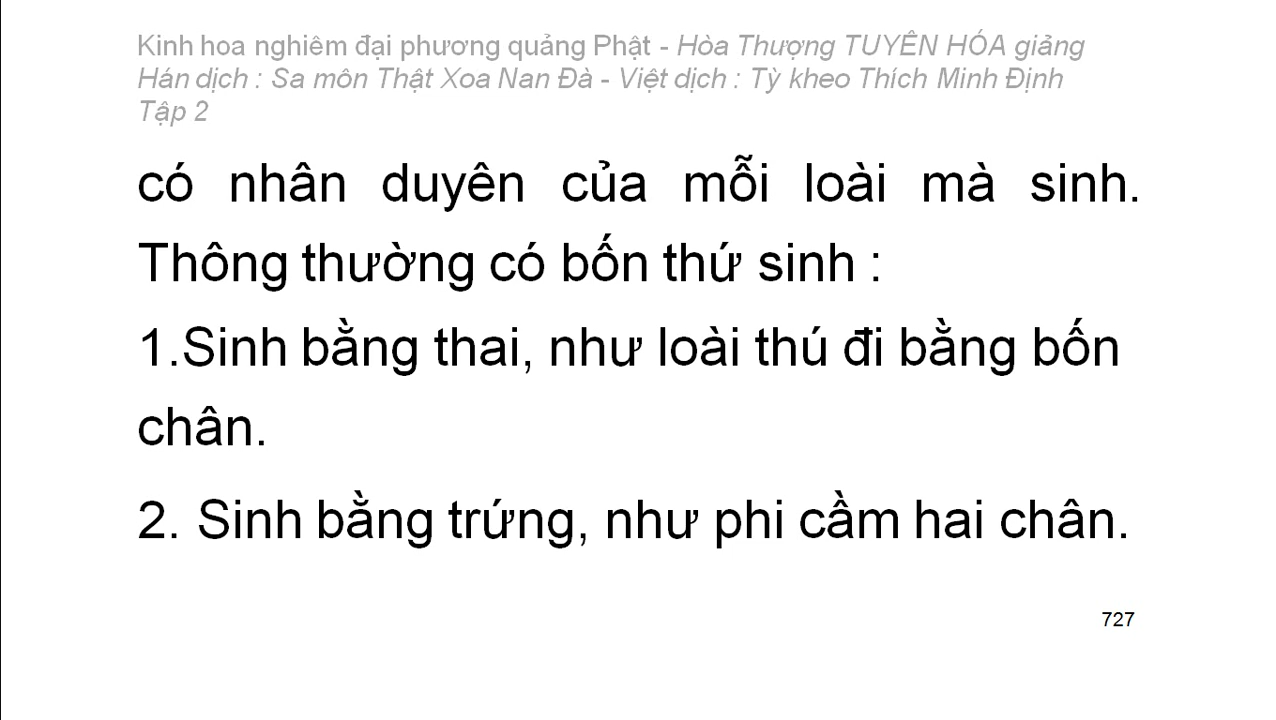 Kinh hoa nghiêm đại phương quảng Phật - Hòa Thượng TUYÊN HÓA giảng
Hán dịch : Sa môn Thật Xoa Nan Đà - Việt dịch : Tỳ kheo Thích Minh Định
Tập 2
có nhân duyên của mỗi loài mà sinh.
Thông thường có bốn thứ sinh :
1.Sinh bằng thai, như loài thú đi bằng bốn
chân.
2. Sinh bằng trứng, như phi cầm hai chân.
727